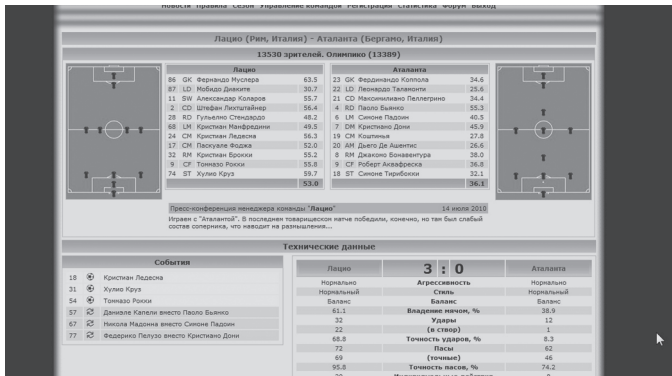 Новости Правила Сезон Управление командой Регистрация Статистика Форум Выход
Лацио (Рим, Италия) - Аталанта (Бергамо, Италия)
13530 зрителей. Олимпико (13389)
Лацио
86 GK Фернандо Муслера 63.5
87 LD Мобидо Диаките 30.7
11 SW Александар Коларов 55.7
2 CD Штефан Лихтштайнер 56.4
28 RD Гульелмо Стендардо 48.2
68 LM Кристиан Манфредини 49.5
24 CM Кристиан Ледесма 56.3
17 CM Паскуале Фоджа 52.0
32 RM Кристиан Брокки 55.2
9 CF Томмазо Рокки 55.8
74 ST Хулио Круз 59.7
53.0
Аталанта
23 GK Фердинандо Коппола 34.6
22 LD Леонардо Таламонти 25.6
21 CD Максимилиано Пеллегрино 34.4
4 RD Паоло Бьянко 55.3
6 LM Симоне Падоин 40.5
7 DM Кристиано Дони 45.9
19 CM Кошпинья 27.8
20 AM Дьего Де Ашентис 26.6
8 RM Джакомо Бонавентура 38.0
9 CF Роберт Аквафреска 36.8
18 ST Симоне Тирибокки 32.1
36.1
Пресс-конференция менеджера команды "Лацио" 14 июля 2010
Играем с "Аталантой". В последнем товарищеском матче победили, конечно, но там был слабый
состав соперника, что наводит на размышления...
Технические данные
События
18 Кристиан Ледесма
31 Хулио Круз
54 Томмазо Рокки
57 Даниэле Капели вместо Паоло Бьянко
67 Никола Мадонна вместо Симоне Падоин
77 Федерико Пелузо вместо Кристиано Дони
Лацио 3 : 0 Аталанта
Нормально Агрессивность Нормально
Нормальный Стиль Нормальный
Баланс Баланс Баланс
61.1 Владение мячом, % 38.9
32 Удары 12
22 (в створ) 1
68.8 Точность ударов, % 8.3
72 Пасы 62
69 (точные) 46
95.8 Точность пасов, % 74.2